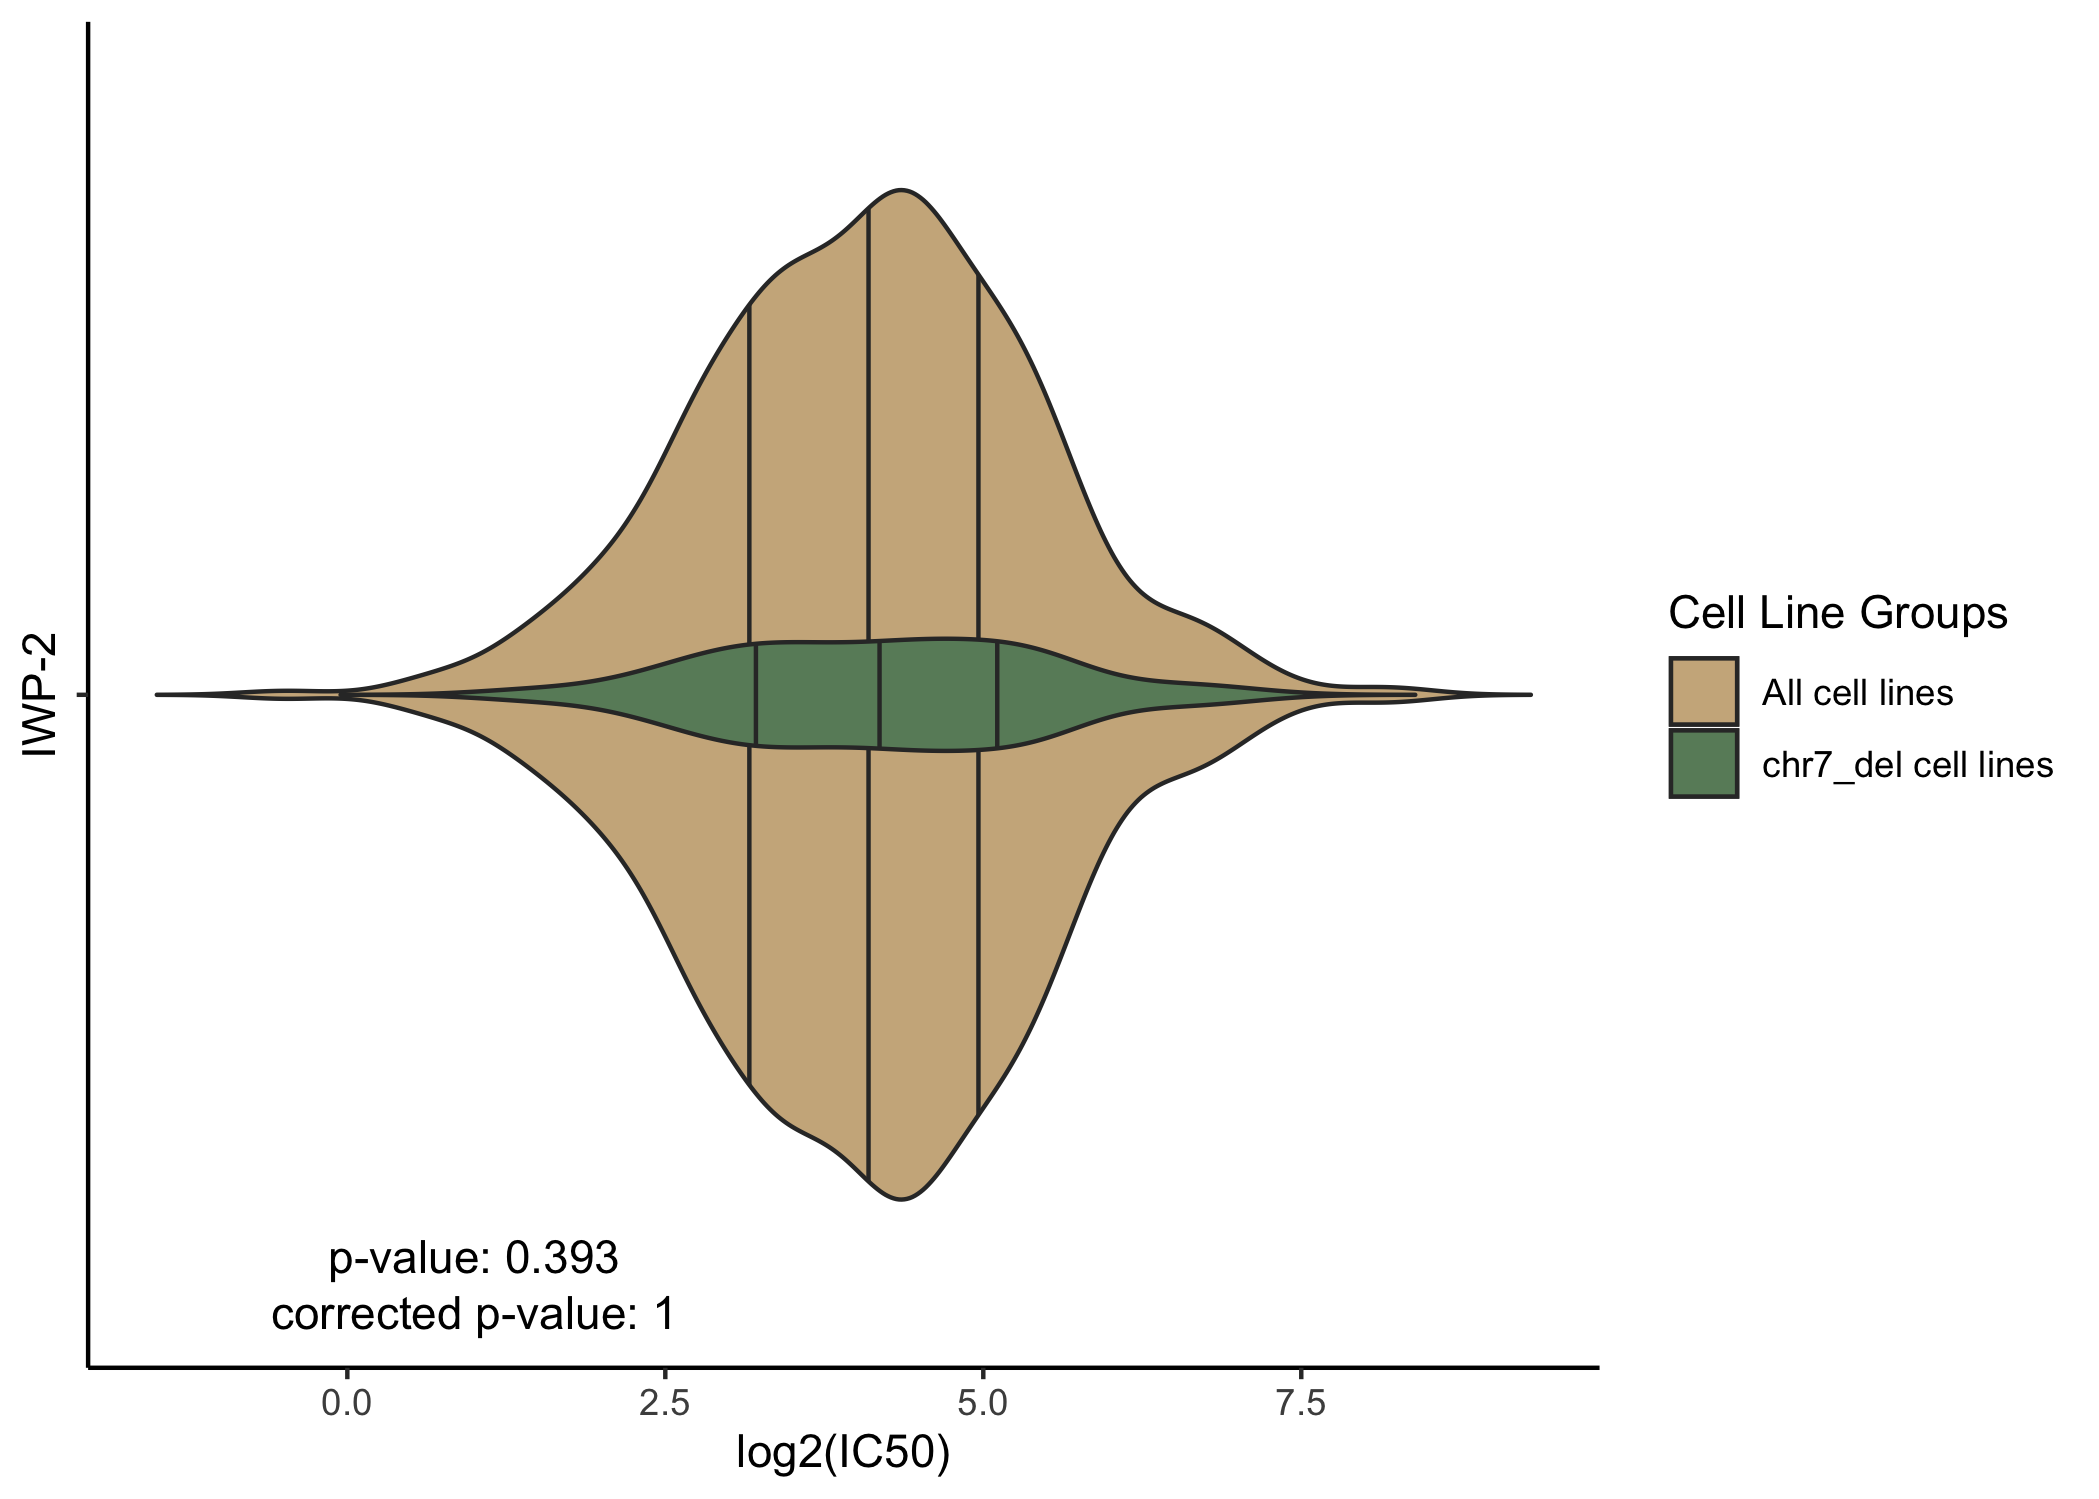 IWP-2
p-value: 0.393
corrected p-value: 1
0.0 2.5 5.0 7.5
log2(IC50)
Cell Line Groups
All cell lines
chr7_del cell lines